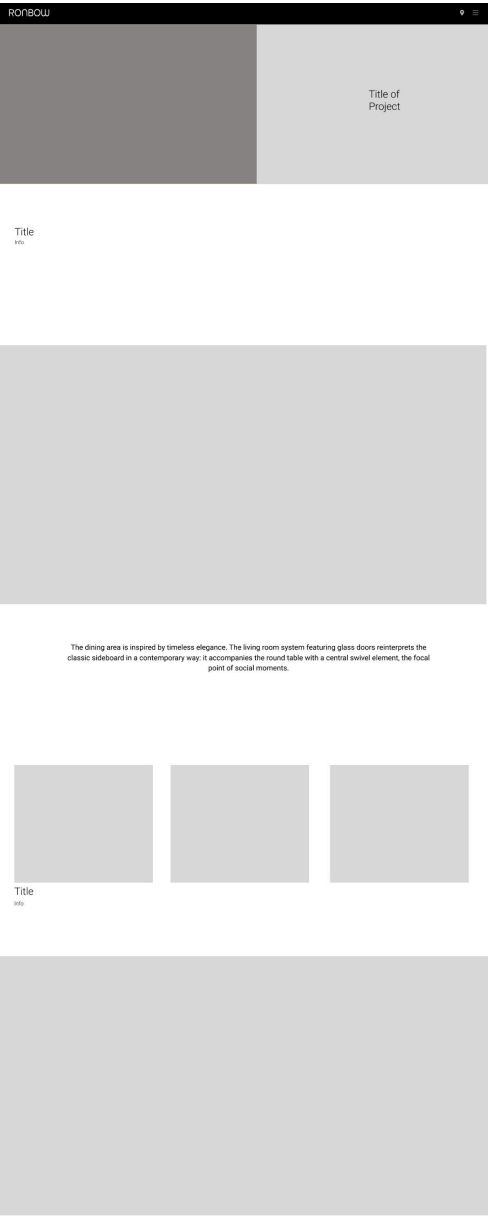 RONBOW
Title of
Project
Title
Info
The dining area is inspired by timeless elegance. The living room system featuring glass doors reinterprets the
classic sideboard in a contemporary way: it accompanies the round table with a central swivel element, the focal
point of social moments.
Title
Info